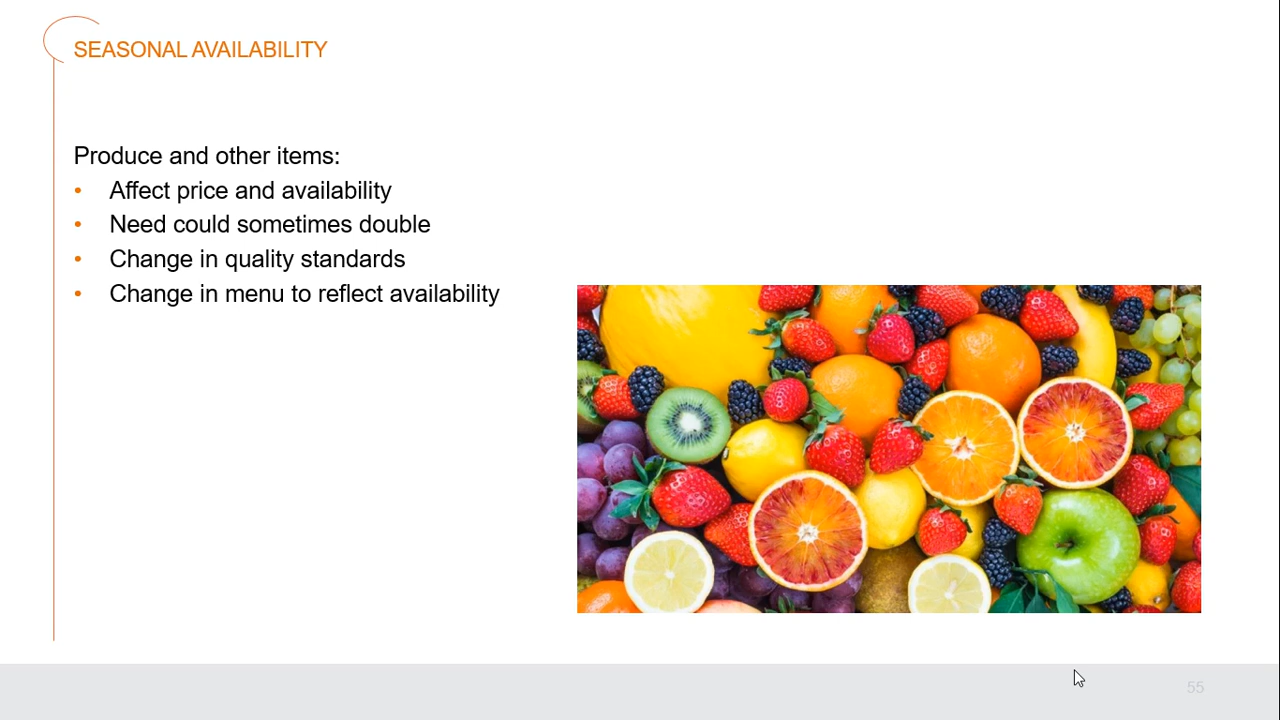 SEASONAL AVAILABILITY
Produce and other items:
• Affect price and availability
• Need could sometimes double
• Change in quality standards
• Change in menu to reflect availability
55